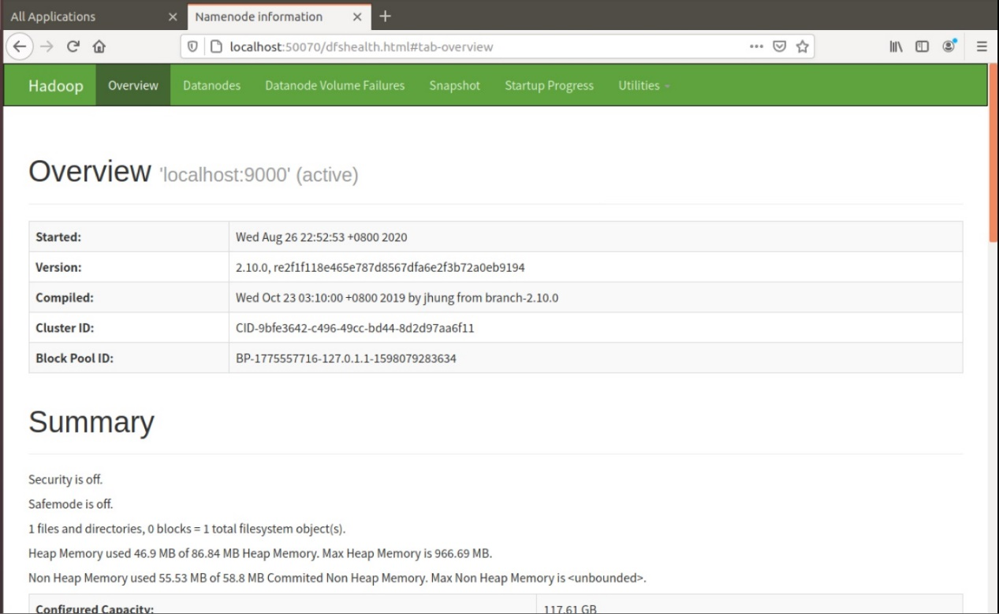 All Applications
Namenode information
localhost:50070/dfshealth.html#tab-overview
Hadoop Overview Datanodes Datanode Volume Failures Snapshot Startup Progress Utilities
Overview 'localhost:9000' (active)
Started: Wed Aug 26 22:52:53 +0800 2020
Version: 2.10.0, re2f1f118e465e787d8567dfa6e2f3b72a0eb9194
Compiled: Wed Oct 23 03:10:00 +0800 2019 by jhung from branch-2.10.0
Cluster ID: CID-9bfe3642-c496-49cc-bd44-8d2d97aa6f11
Block Pool ID: BP-1775557716-127.0.1.1-1598079283634
Summary
Security is off.
Safemode is off.
1 files and directories, 0 blocks = 1 total filesystem object(s).
Heap Memory used 46.9 MB of 86.84 MB Heap Memory. Max Heap Memory is 966.69 MB.
Non Heap Memory used 55.53 MB of 58.8 MB Commited Non Heap Memory. Max Non Heap Memory is <unbounded>.
Configured Capacity: 117.61 GB